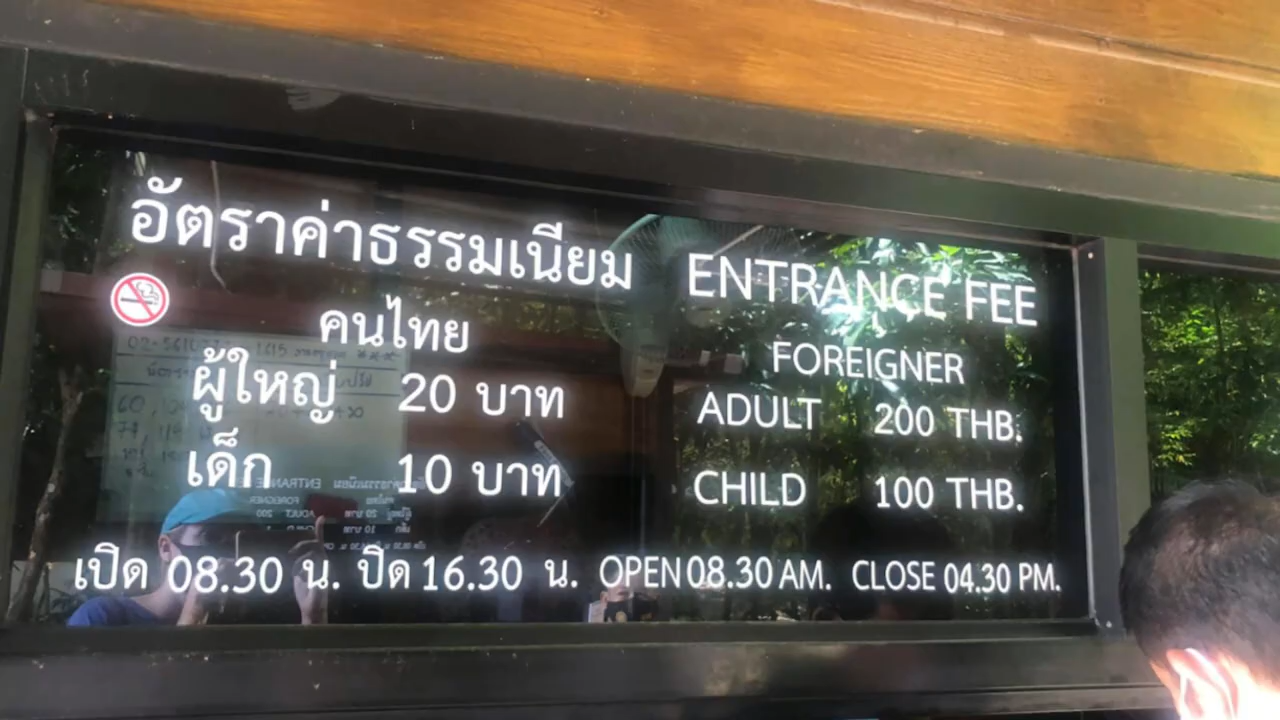 อัตราค่าธรรมเนียม ENTRANCE FEE
คนไทย FOREIGNER
ผู้ใหญ่ 20 บาท ADULT 200 THB.
เด็ก 10 บาท CHILD 100 THB.
เปิด 08.30 น. ปิด 16.30 น. OPEN 08.30 AM. CLOSE 04.30 PM.